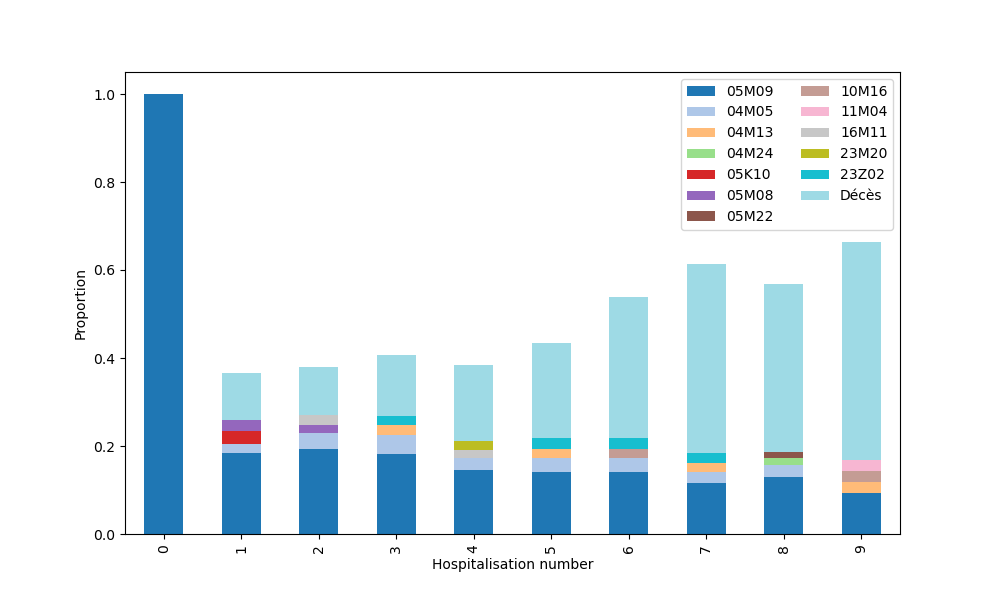 1.0
0.8
0.6
0.4
0.2
0.0
Proportion
05M09
04M05
04M13
04M24
05K10
05M08
05M22
10M16
11M04
16M11
23M20
23Z02
Décès
0 1 2 3 4 5 6 7 8 9
Hospitalisation number